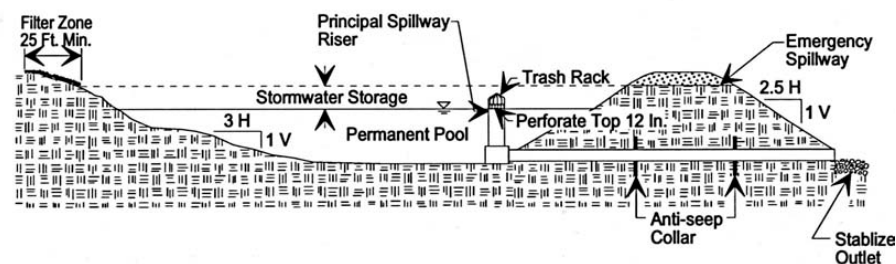 Filter Zone
25 Ft. Min.
Principal Spillway
Riser
Trash Rack
Emergency
Spillway
Stormwater Storage
2.5 H
1 V
3 H
1 V
Permanent Pool
Perforate Top 12 In.
Anti-seep
Collar
Stablize
Outlet